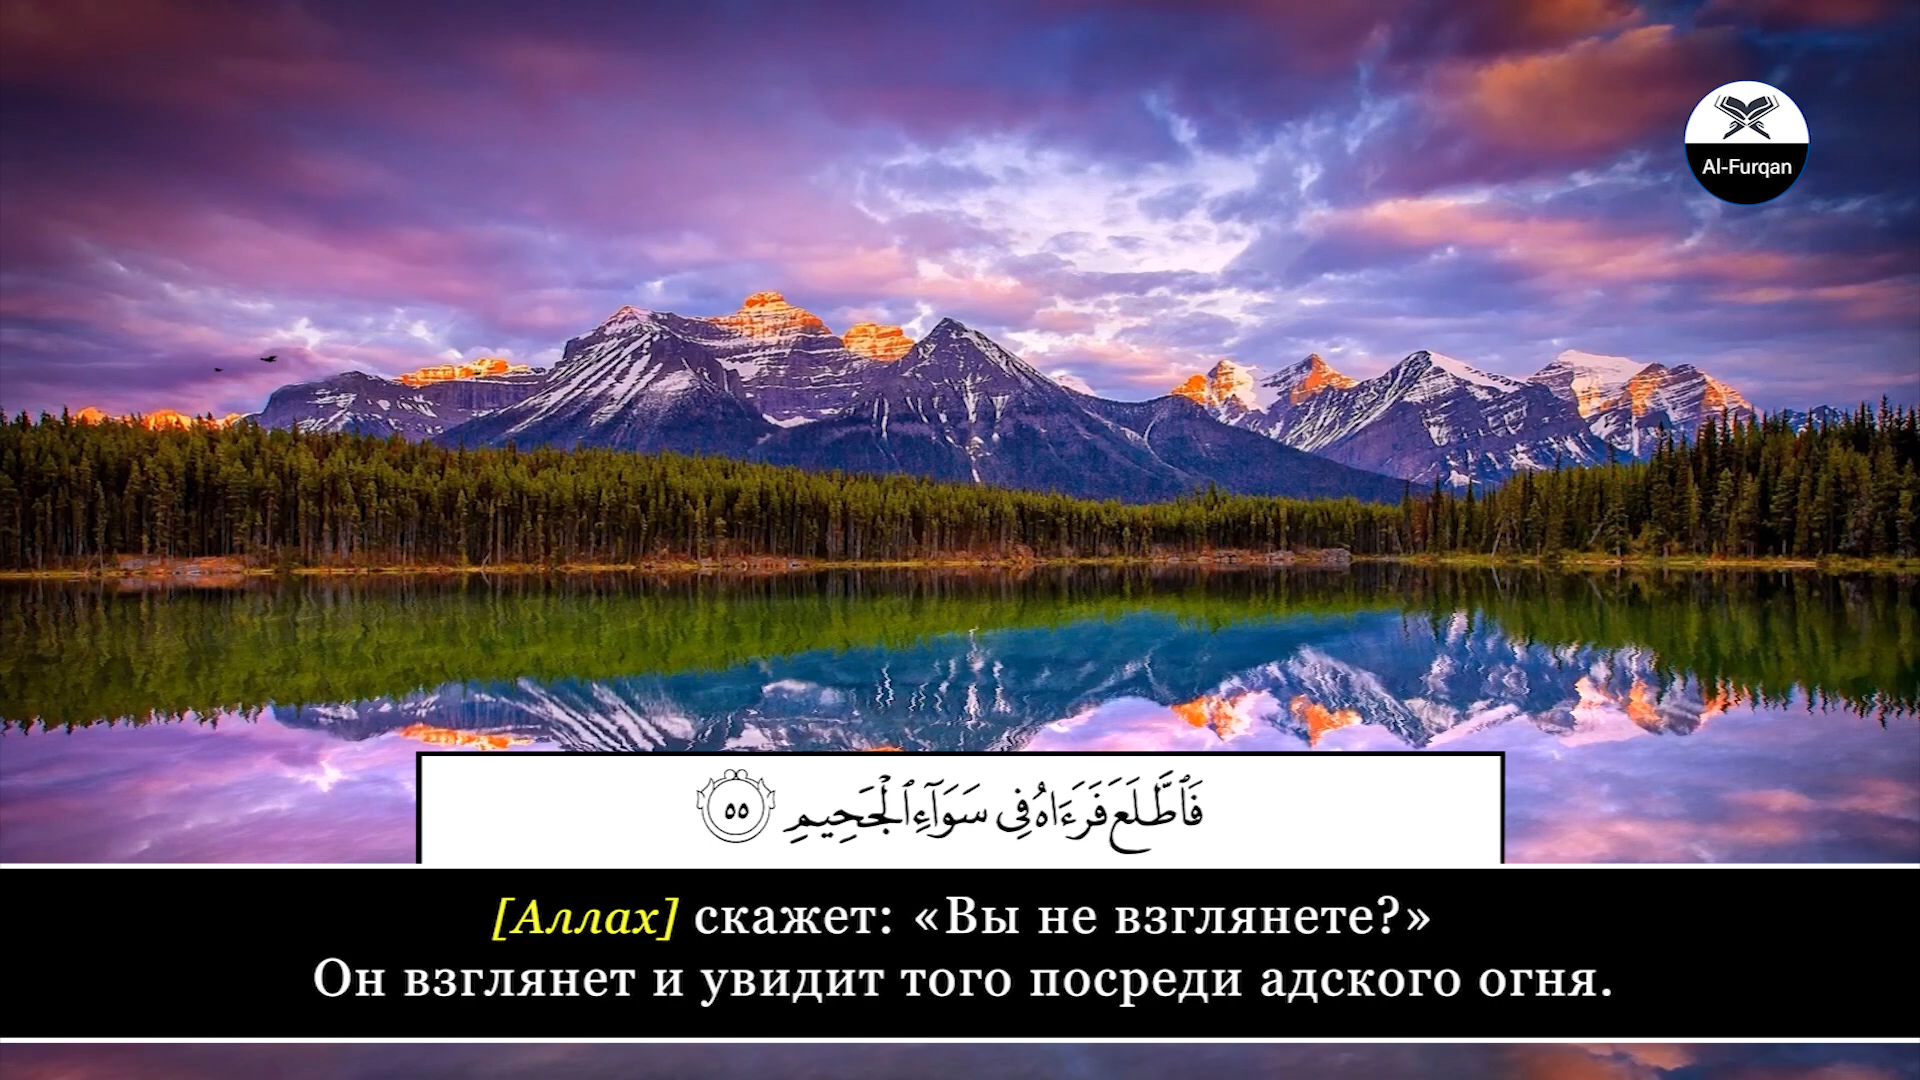 Al-Furqan
فَٱطَّلَعَ فَرَءَاهُ فِى سَوَآءِ ٱلْجَحِيمِ ٥٥
[Аллах] скажет: «Вы не взглянете?»
Он взглянет и увидит того посреди адского огня.